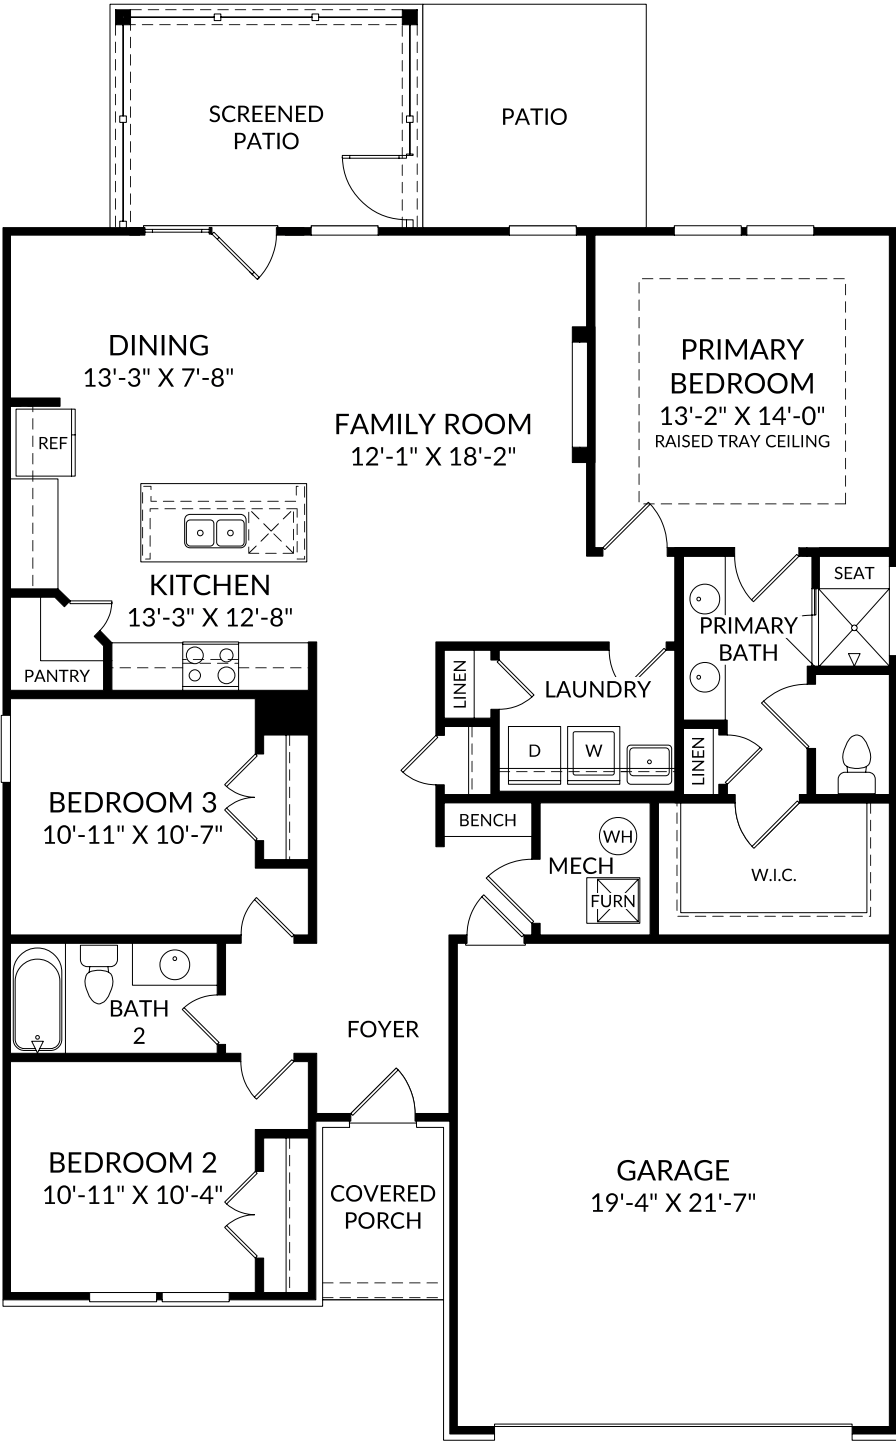 SCREENED
PATIO
PATIO
DINING
13'-3" X 7'-8"
PRIMARY
BEDROOM
13'-2" X 14'-0"
RAISED TRAY CEILING
FAMILY ROOM
12'-1" X 18'-2"
REF
KITCHEN
13'-3" X 12'-8"
PANTRY
SEAT
PRIMARY
BATH
LINEN
LAUNDRY
D
W
LINEN
BEDROOM 3
10'-11" X 10'-7"
BENCH
MECH
WH
FURN
W.I.C.
BATH
2
FOYER
BEDROOM 2
10'-11" X 10'-4"
COVERED
PORCH
GARAGE
19'-4" X 21'-7"